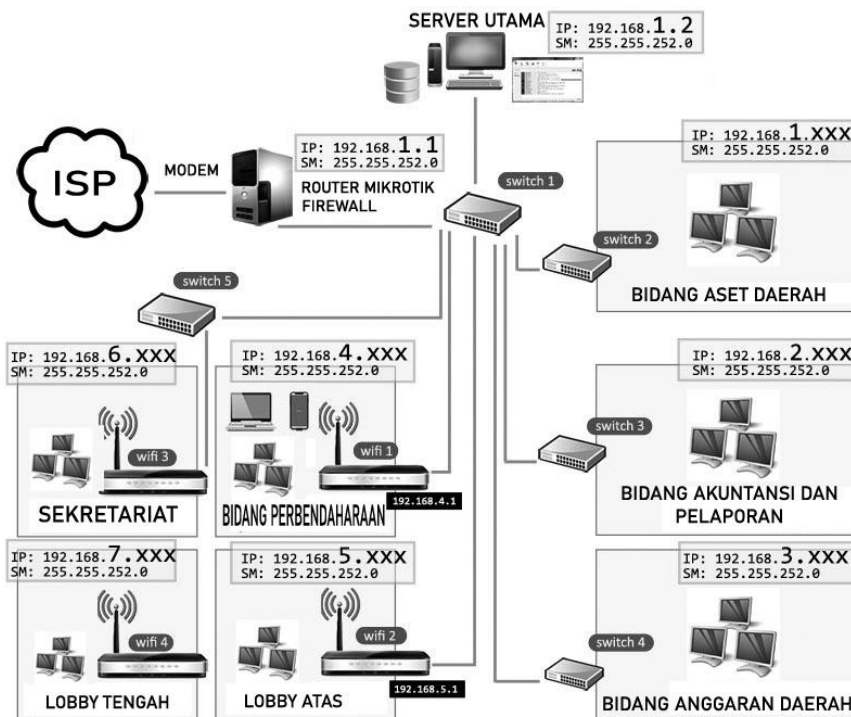 SERVER UTAMA
IP: 192.168.1.2
SM: 255.255.252.0
ISP
MODEM
IP: 192.168.1.1
SM: 255.255.252.0
ROUTER MIKROTIK
FIREWALL
switch 1
IP: 192.168.1.XXX
SM: 255.255.252.0
switch 2
BIDANG ASET DAERAH
switch 5
IP: 192.168.6.XXX
SM: 255.255.252.0
wifi 3
SEKRETARIAT
IP: 192.168.4.XXX
SM: 255.255.252.0
wifi 1
192.168.4.1
BIDANG PERBENDAHARAAN
IP: 192.168.2.XXX
SM: 255.255.252.0
switch 3
BIDANG AKUNTANSI DAN
PELAPORAN
IP: 192.168.7.XXX
SM: 255.255.252.0
wifi 4
LOBBY TENGAH
IP: 192.168.5.XXX
SM: 255.255.252.0
wifi 2
192.168.5.1
LOBBY ATAS
IP: 192.168.3.XXX
SM: 255.255.252.0
switch 4
BIDANG ANGGARAN DAERAH